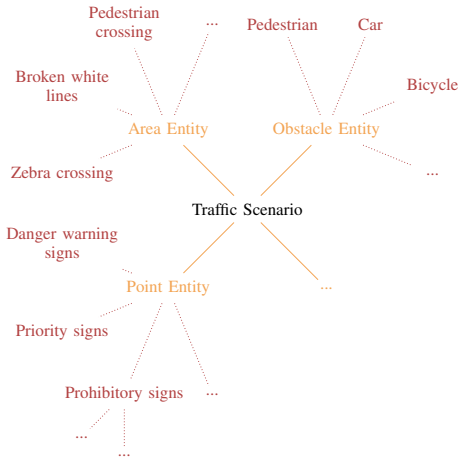 Pedestrian
crossing
...
Pedestrian
Car
Broken white
lines
Bicycle
Area Entity
Obstacle Entity
Zebra crossing
...
Traffic Scenario
Danger warning
signs
Point Entity
...
Priority signs
Prohibitory signs
...
...
...